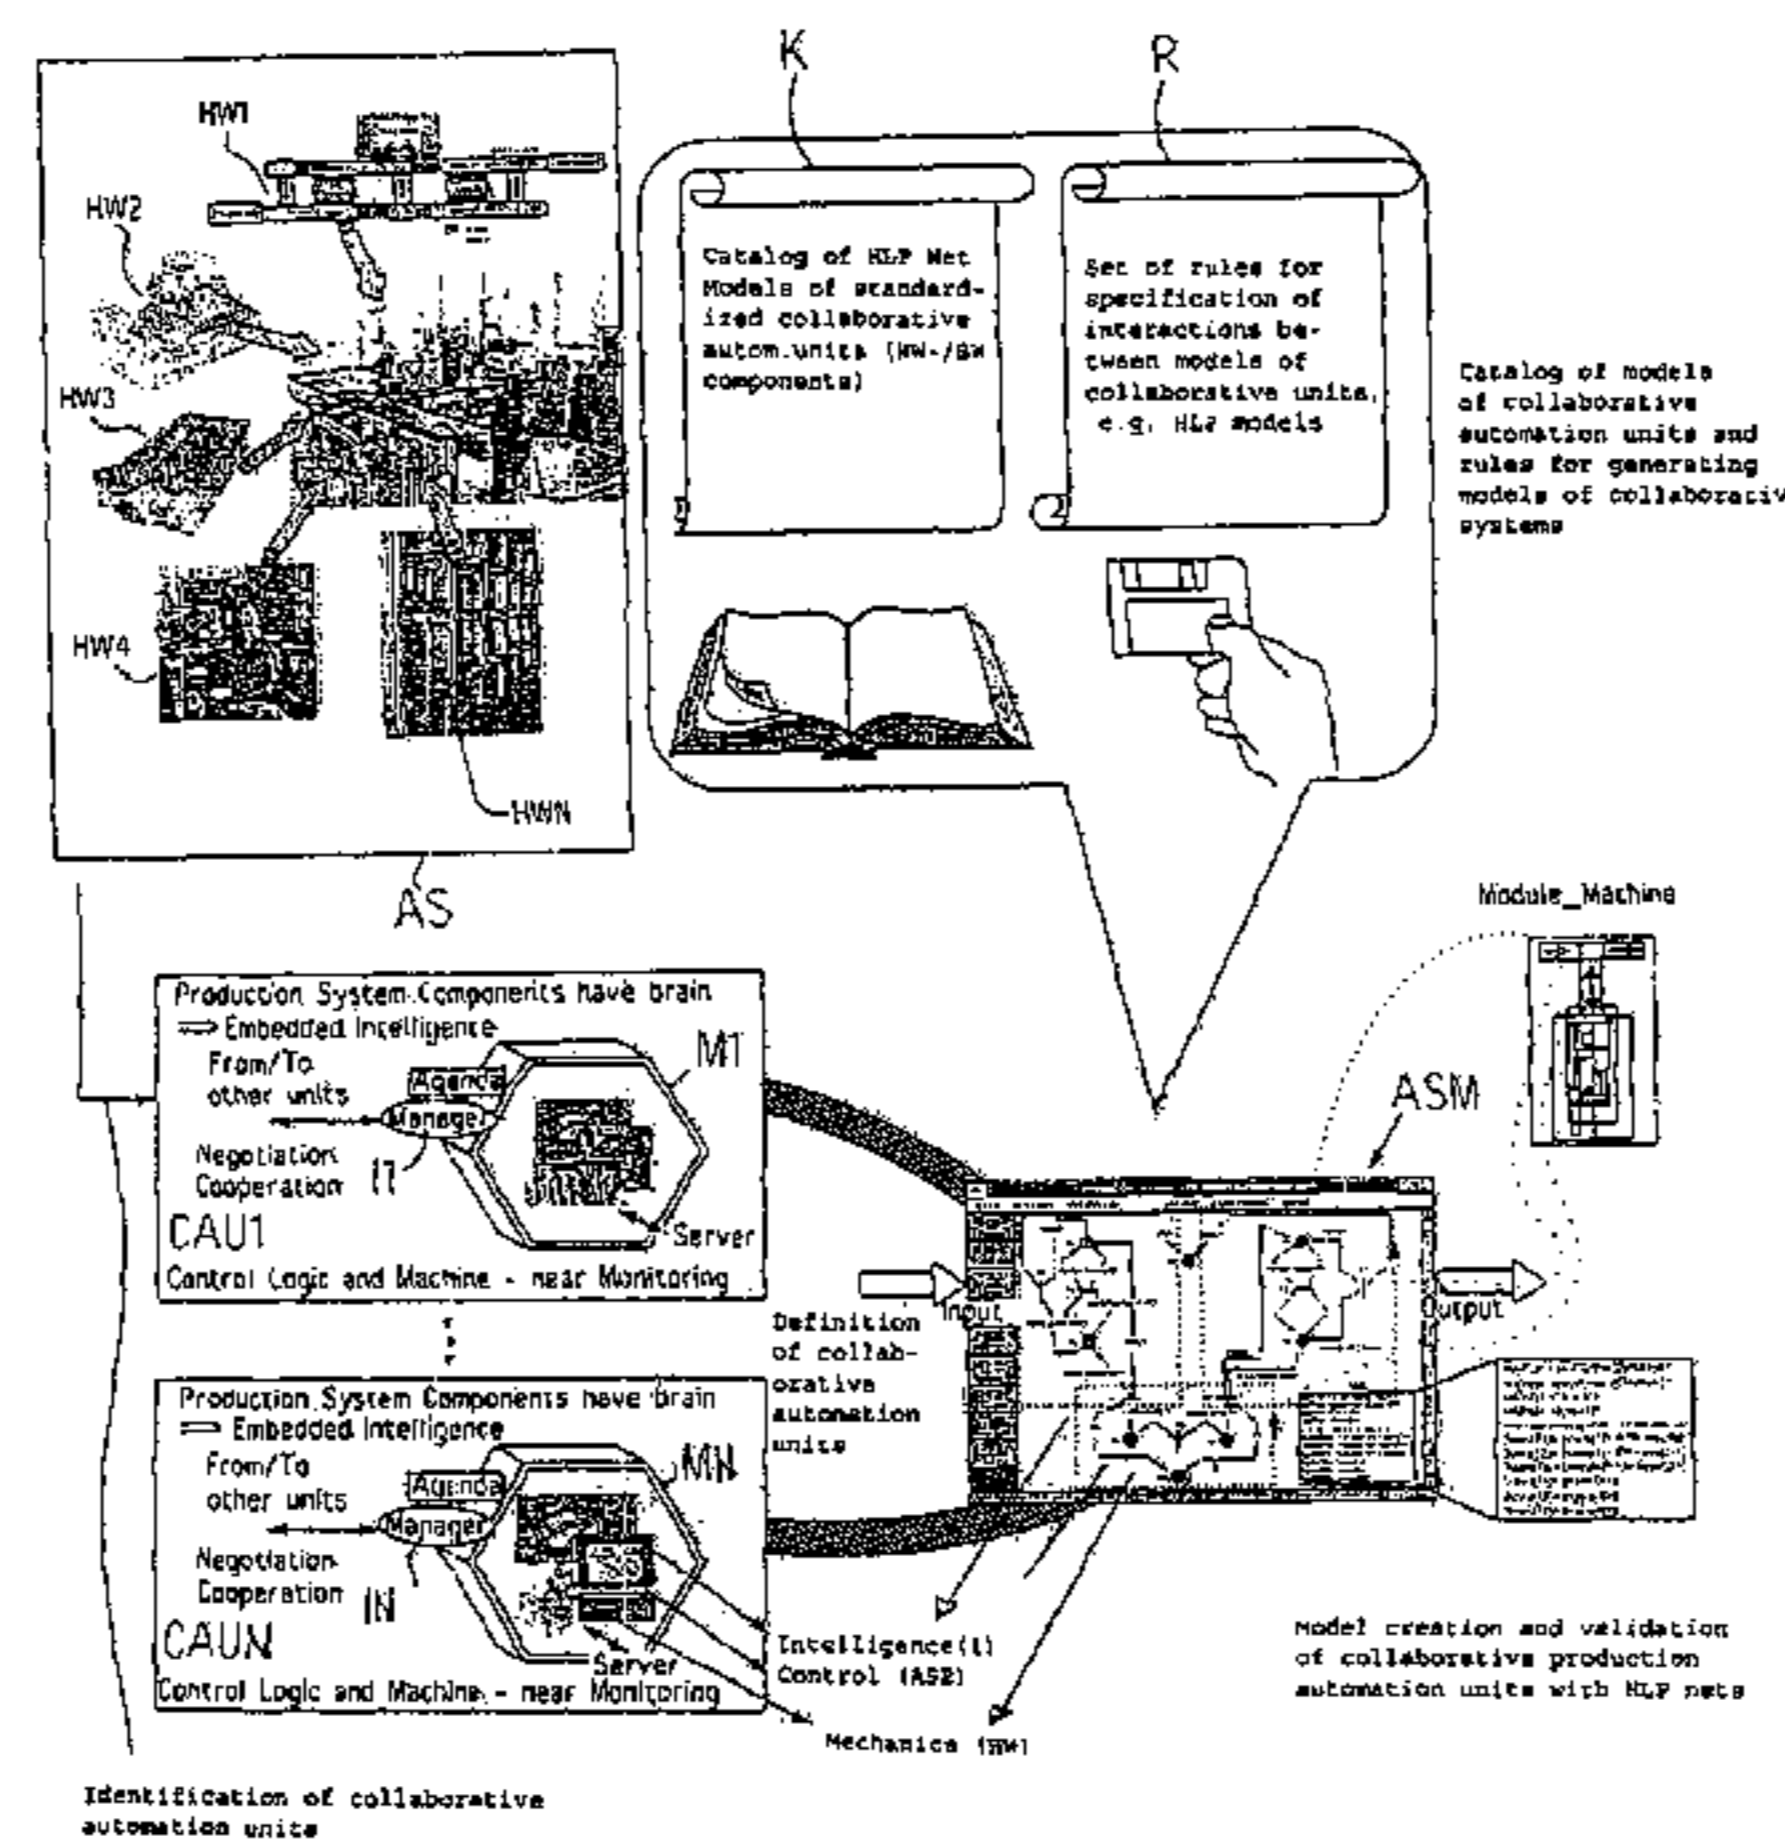 K
R
HW1
HW2
HW3
HW4
HWN
AS
Catalog of HLP Net
Models of standard-
ized collaborative
autom.units (HW-/SW
components)
Set of rules for
specification of
interactions be-
tween models of
collaborative units,
e.g. HLP models
Catalog of models
of collaborative
automation units and
rules for generating
models of collaborativ
systems
Module_Machine
Production System Components have brain
Embedded Intelligence
From/To
other units
Agenda
Manager
M1
Negotiation
Cooperation
I1
CAU1
Server
Control Logic and Machine - near Monitoring
ASM
Input
Output
Definition
of collab-
orative
automation
units
Production System Components have brain
Embedded Intelligence
From/To
other units
Agenda
Manager
MN
Negotiation
Cooperation
IN
CAUN
Server
Control Logic and Machine - near Monitoring
Intelligence(I)
Control (ASE)
Mechanics (HW)
Model creation and validation
of collaborative production
automation units with HLP nets
Identification of collaborative
automation units